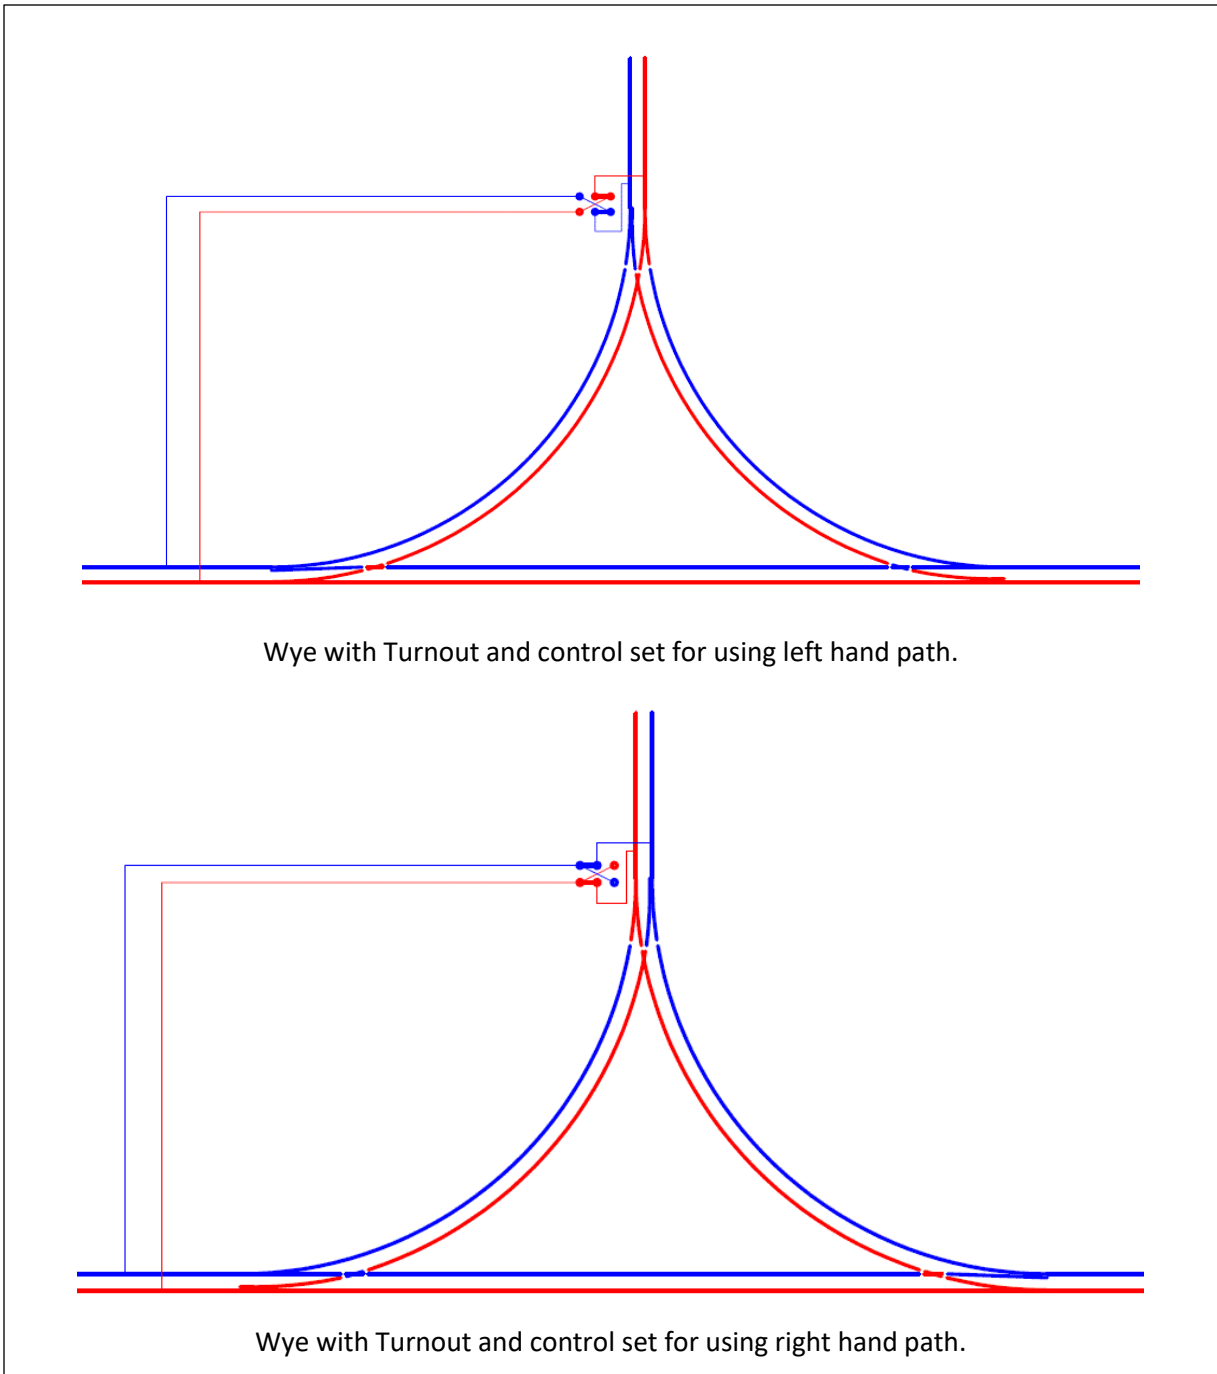 Wye with Turnout and control set for using left hand path.
Wye with Turnout and control set for using right hand path.